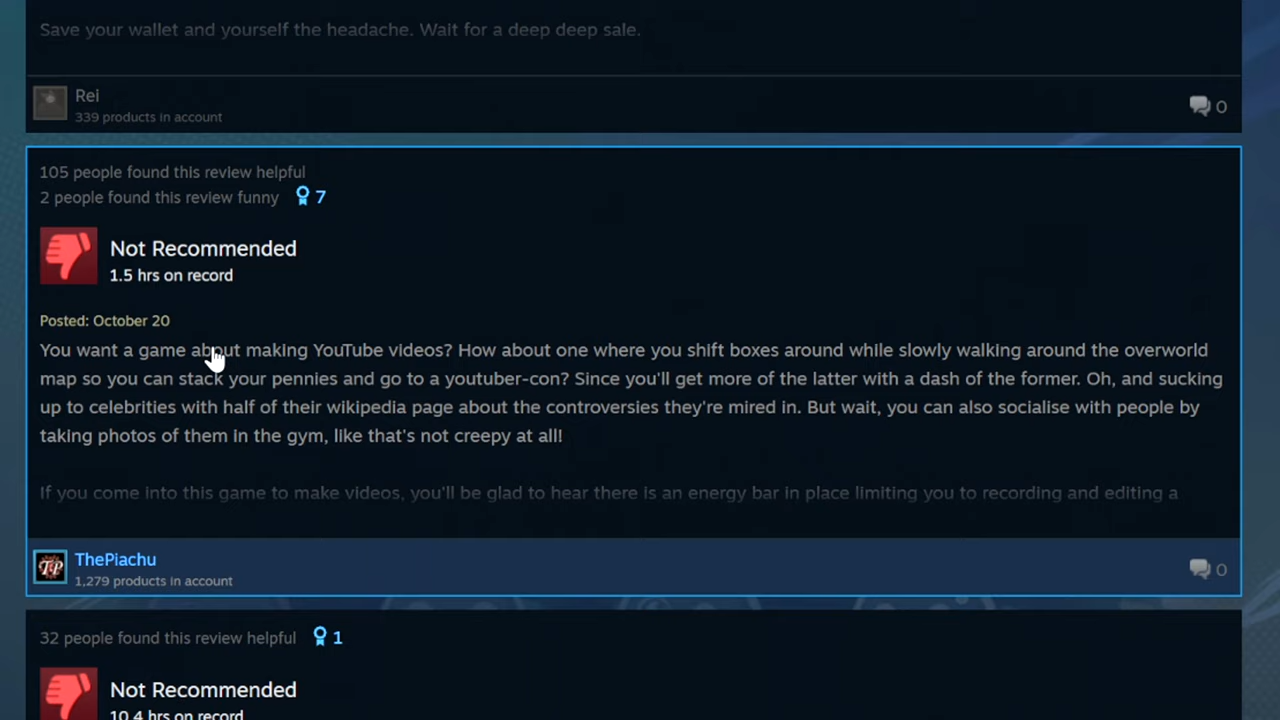 Save your wallet and yourself the headache. Wait for a deep deep sale.
Rei
339 products in account
0
105 people found this review helpful
2 people found this review funny 7
Not Recommended
1.5 hrs on record
Posted: October 20
You want a game about making YouTube videos? How about one where you shift boxes around while slowly walking around the overworld
map so you can stack your pennies and go to a youtuber-con? Since you'll get more of the latter with a dash of the former. Oh, and sucking
up to celebrities with half of their wikipedia page about the controversies they're mired in. But wait, you can also socialise with people by
taking photos of them in the gym, like that's not creepy at all!
If you come into this game to make videos, you'll be glad to hear there is an energy bar in place limiting you to recording and editing a
TP
ThePiachu
1,279 products in account
0
32 people found this review helpful 1
Not Recommended
10.4 hrs on record